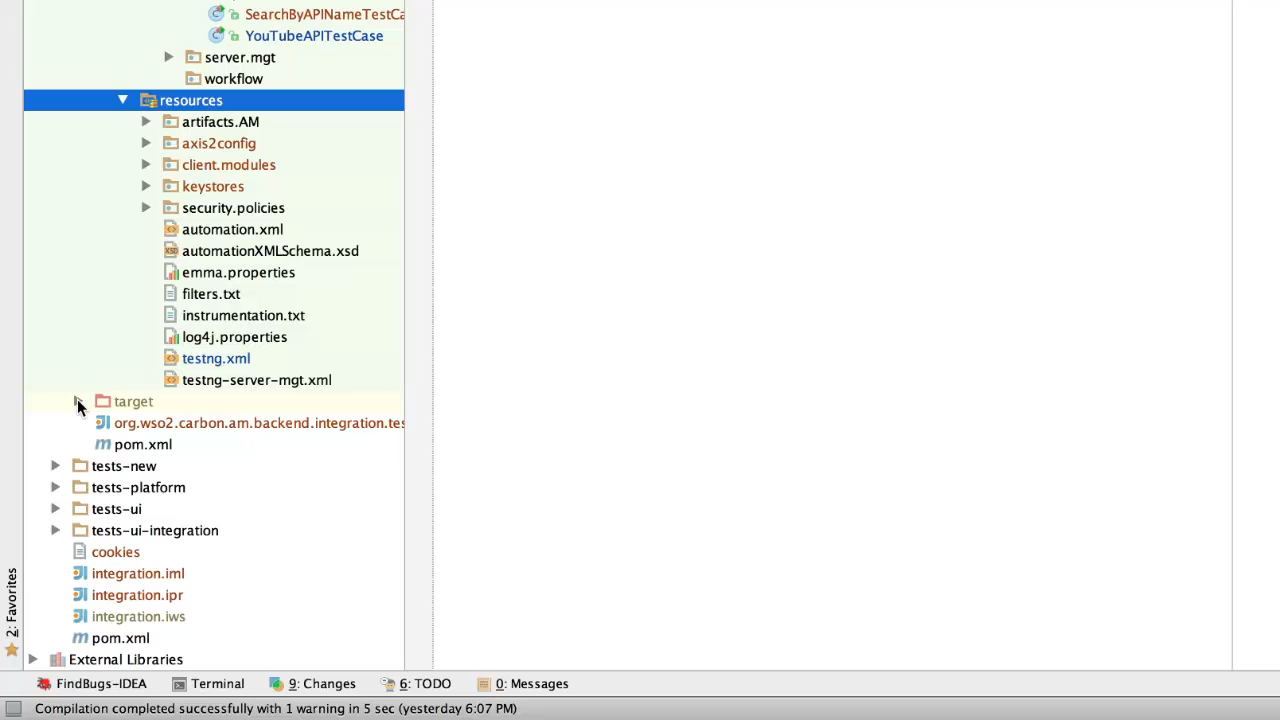 SearchByAPINameTestCa
YouTubeAPITestCase
server.mgt
workflow
resources
artifacts.AM
axis2config
client.modules
keystores
security.policies
automation.xml
automationXMLSchema.xsd
emma.properties
filters.txt
instrumentation.txt
log4j.properties
testng.xml
testng-server-mgt.xml
target
org.wso2.carbon.am.backend.integration.tes
pom.xml
tests-new
tests-platform
tests-ui
tests-ui-integration
cookies
integration.iml
integration.ipr
integration.iws
pom.xml
External Libraries
2: Favorites
FindBugs-IDEA Terminal 9: Changes 6: TODO 0: Messages
Compilation completed successfully with 1 warning in 5 sec (yesterday 6:07 PM)